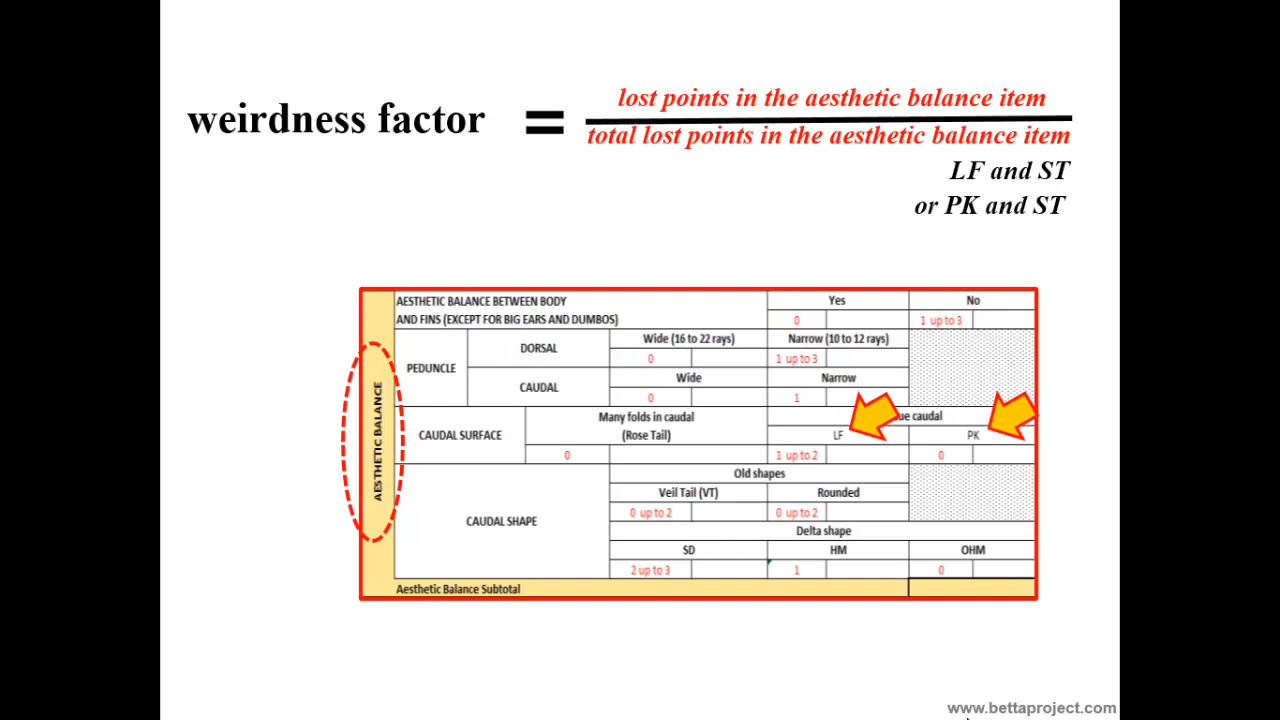 weirdness factor = lost points in the aesthetic balance item
total lost points in the aesthetic balance item
LF and ST
or PK and ST
AESTHETIC BALANCE
AESTHETIC BALANCE BETWEEN BODY
AND FINS (EXCEPT FOR BIG EARS AND DUMBOS)
Yes No
0 1 up to 3
PEDUNCLE
DORSAL
Wide (16 to 22 rays) Narrow (10 to 12 rays)
0 1 up to 3
CAUDAL
Wide Narrow
0 1
CAUDAL SURFACE
Many folds in caudal
(Rose Tail)
caudal
LF PK
0 1 up to 2 0
CAUDAL SHAPE
Old shapes
Veil Tail (VT) Rounded
0 up to 2 0 up to 2
Delta shape
SD HM OHM
2 up to 3 1 0
Aesthetic Balance Subtotal
www.bettaproject.com